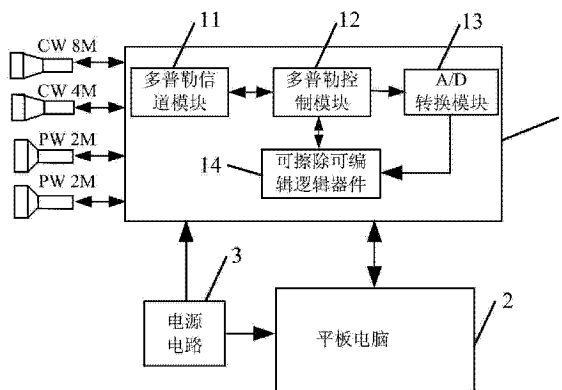 11
12
13
CW 8M
CW 4M
PW 2M
PW 2M
多普勒信
道模块
多普勒控
制模块
A/D
转换模块
14
可擦除可编
辑逻辑器件
3
电源
电路
平板电脑
2